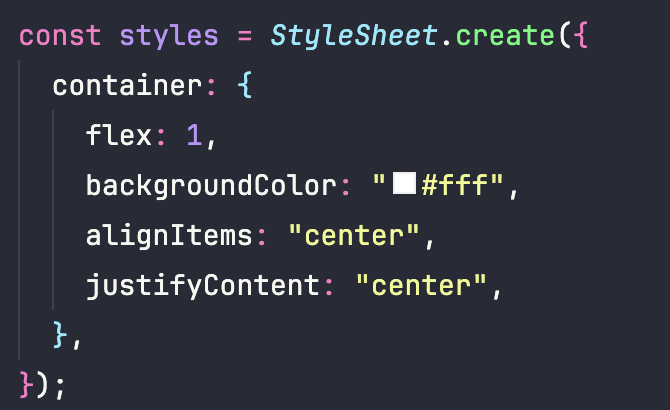 const styles = StyleSheet.create({
  container: {
    flex: 1,
    backgroundColor: "#fff",
    alignItems: "center",
    justifyContent: "center",
  },
});